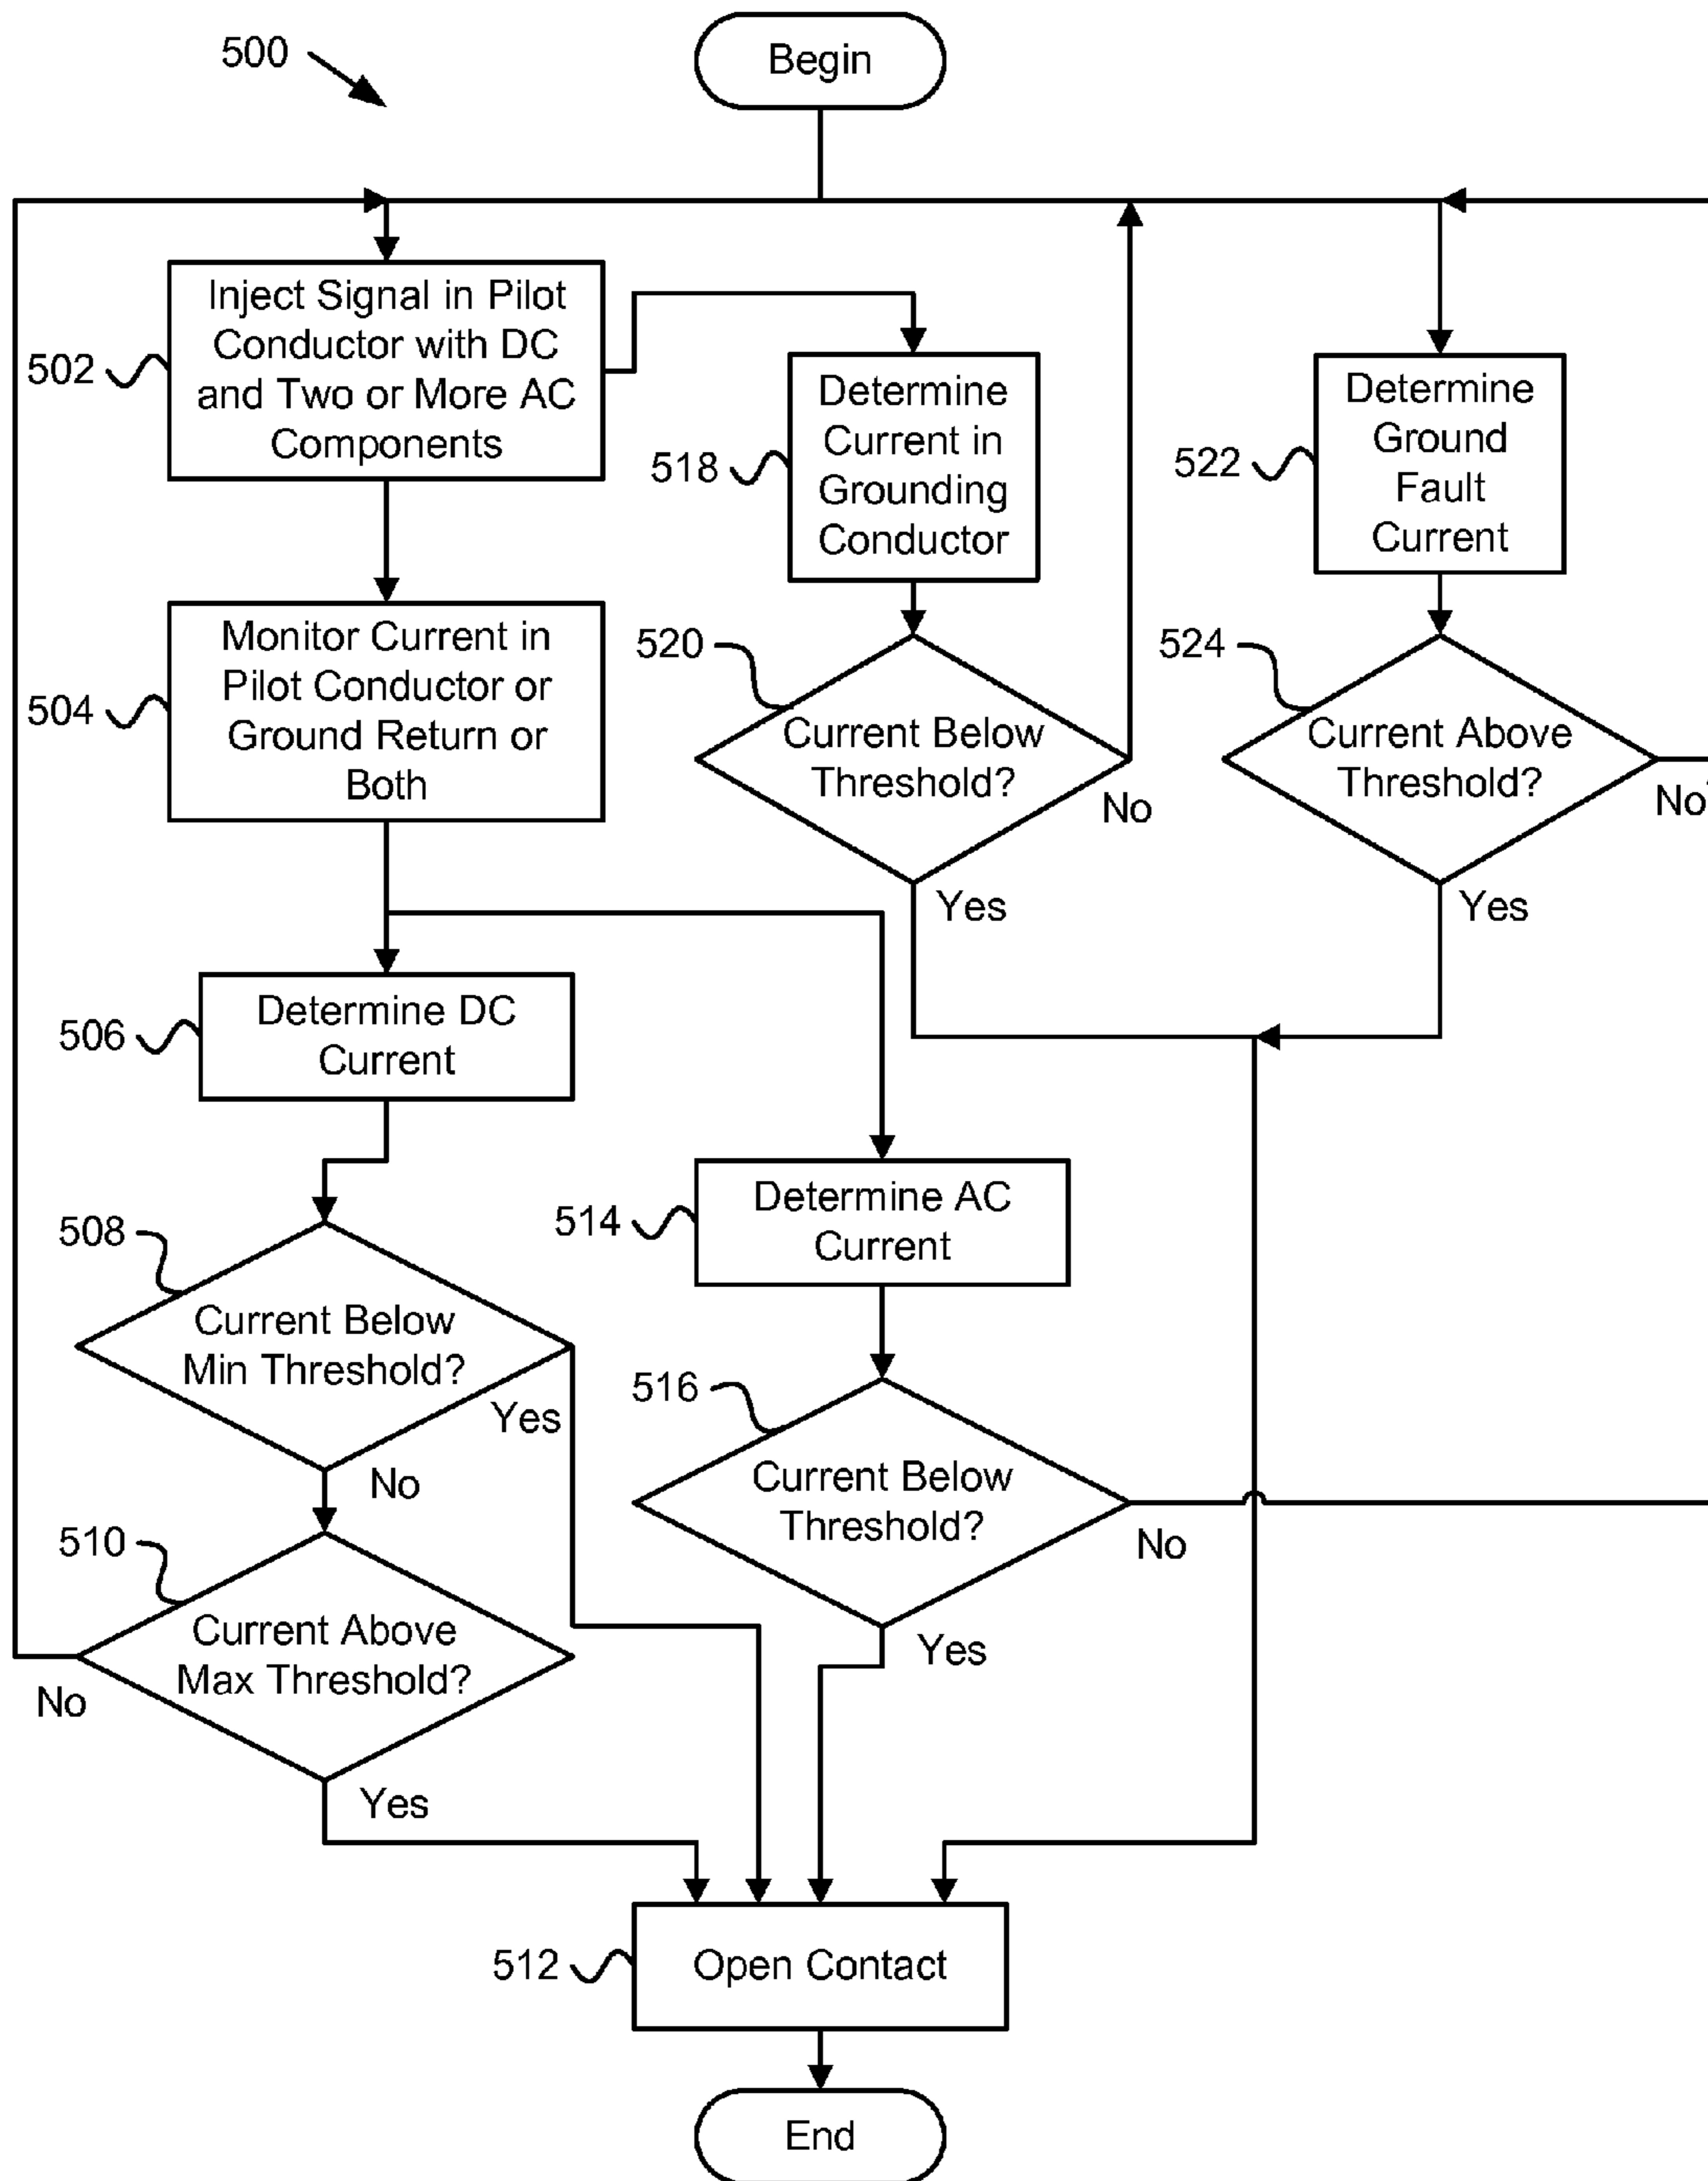 500
Begin
502
Inject Signal in Pilot
Conductor with DC
and Two or More AC
Components
518
Determine
Current in
Grounding
Conductor
522
Determine
Ground
Fault
Current
504
Monitor Current in
Pilot Conductor or
Ground Return or
Both
520
Current Below
Threshold?
No
Yes
524
Current Above
Threshold?
No
Yes
506
Determine DC
Current
514
Determine AC
Current
508
Current Below
Min Threshold?
Yes
No
516
Current Below
Threshold?
No
Yes
510
Current Above
Max Threshold?
No
Yes
512
Open Contact
End